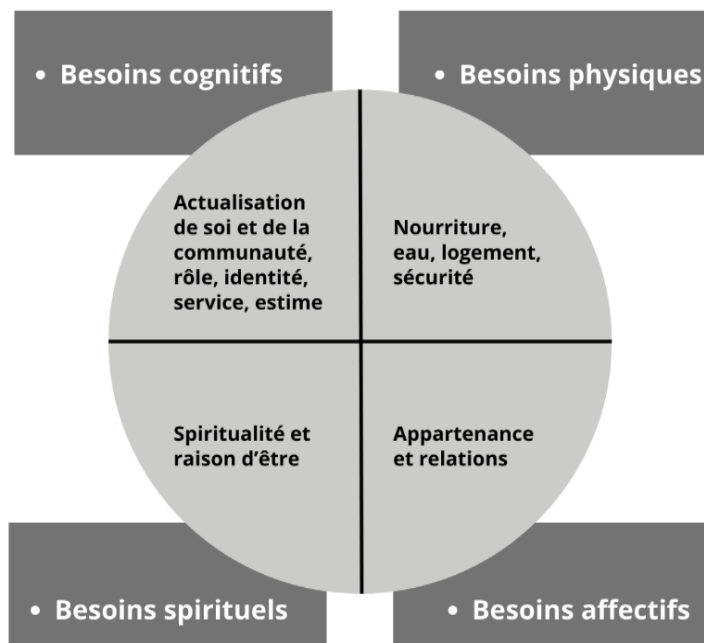 • Besoins cognitifs
• Besoins physiques
Actualisation
de soi et de la
communauté,
rôle, identité,
service, estime
Nourriture,
eau, logement,
sécurité
Spiritualité et
raison d’être
Appartenance
et relations
• Besoins spirituels
• Besoins affectifs